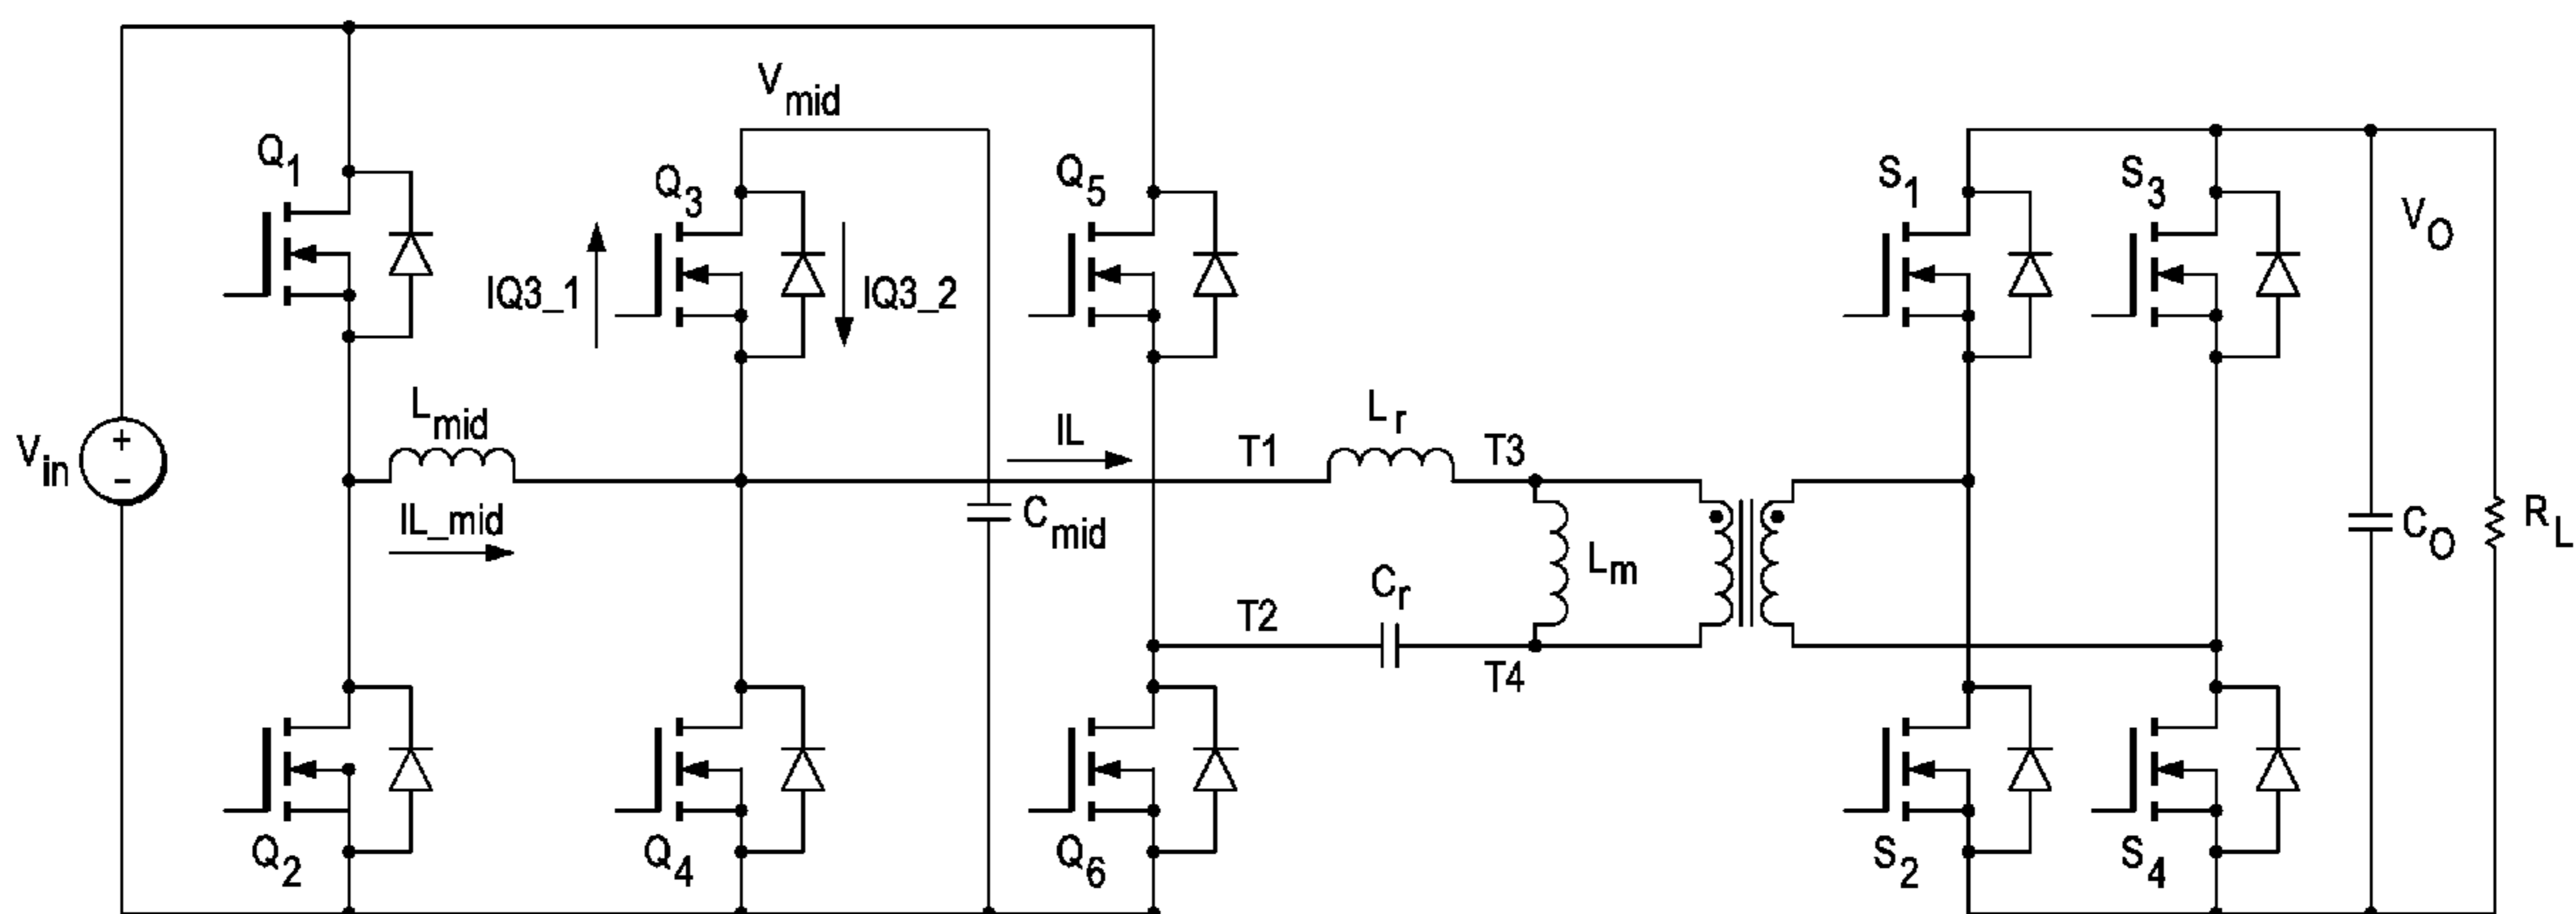 Vmid
Q1
Q3
Q5
S1
S3
VO
IQ3_1
IQ3_2
Lmid
IL
Lr
T1
T3
Vin
+
-
IL_mid
Cmid
Lm
CO
RL
Cr
T2
T4
Q2
Q4
Q6
S2
S4